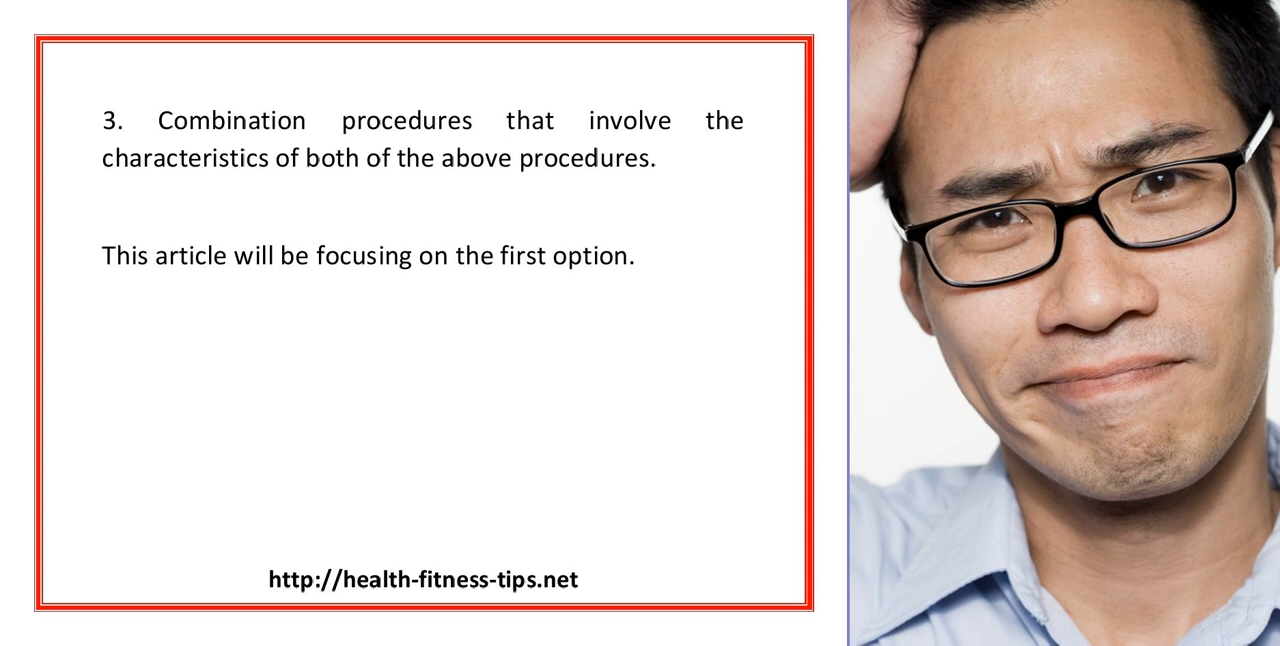 3. Combination procedures that involve the
characteristics of both of the above procedures.
This article will be focusing on the first option.
http://health-fitness-tips.net